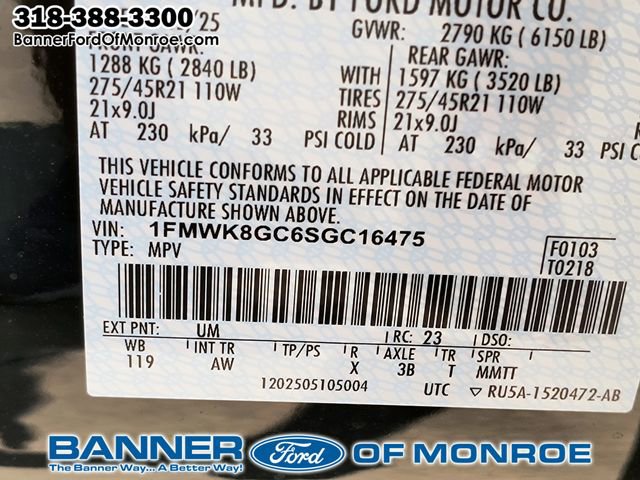 318-388-3300
BannerFordOfMonroe.com
MFD. BY FORD MOTOR CO.
/25
GVWR: 2790 KG ( 6150 LB)
FRONT GAWR:
REAR GAWR:
1288 KG ( 2840 LB)
WITH 1597 KG ( 3520 LB)
275/45R21 110W
TIRES 275/45R21 110W
21x9.0J
RIMS 21x9.0J
AT 230 kPa/ 33 PSI COLD
AT 230 kPa/ 33 PSI COLD
THIS VEHICLE CONFORMS TO ALL APPLICABLE FEDERAL MOTOR
VEHICLE SAFETY STANDARDS IN EFFECT ON THE DATE OF
MANUFACTURE SHOWN ABOVE.
VIN: 1FMWK8GC6SGC16475
TYPE: MPV
F0103
T0218
EXT PNT: UM RC: 23 DSO:
WB INT TR TP/PS R AXLE TR SPR
119 AW X 3B T MMTT
1202505105004 UTC ▽ RU5A-1520472-AB
BANNER Ford OF MONROE
The Banner Way... A Better Way!